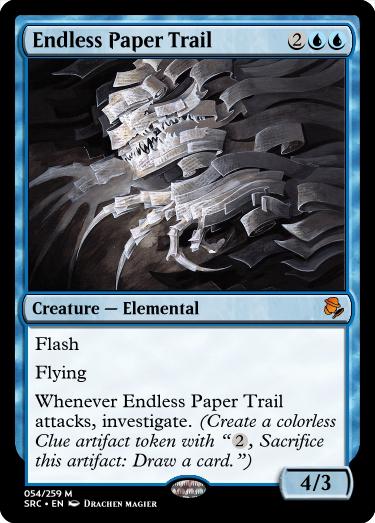 Endless Paper Trail 2
Creature — Elemental
Flash
Flying
Whenever Endless Paper Trail
attacks, investigate. (Create a colorless
Clue artifact token with “2, Sacrifice
this artifact: Draw a card.”)
4/3
054/259 M
SRC • EN Drachen magier